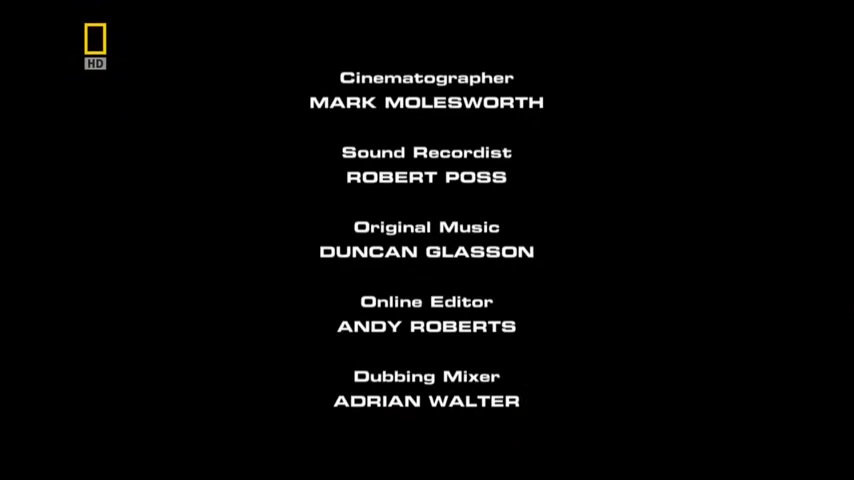 HD
Cinematographer
MARK MOLESWORTH
Sound Recordist
ROBERT POSS
Original Music
DUNCAN GLASSON
Online Editor
ANDY ROBERTS
Dubbing Mixer
ADRIAN WALTER